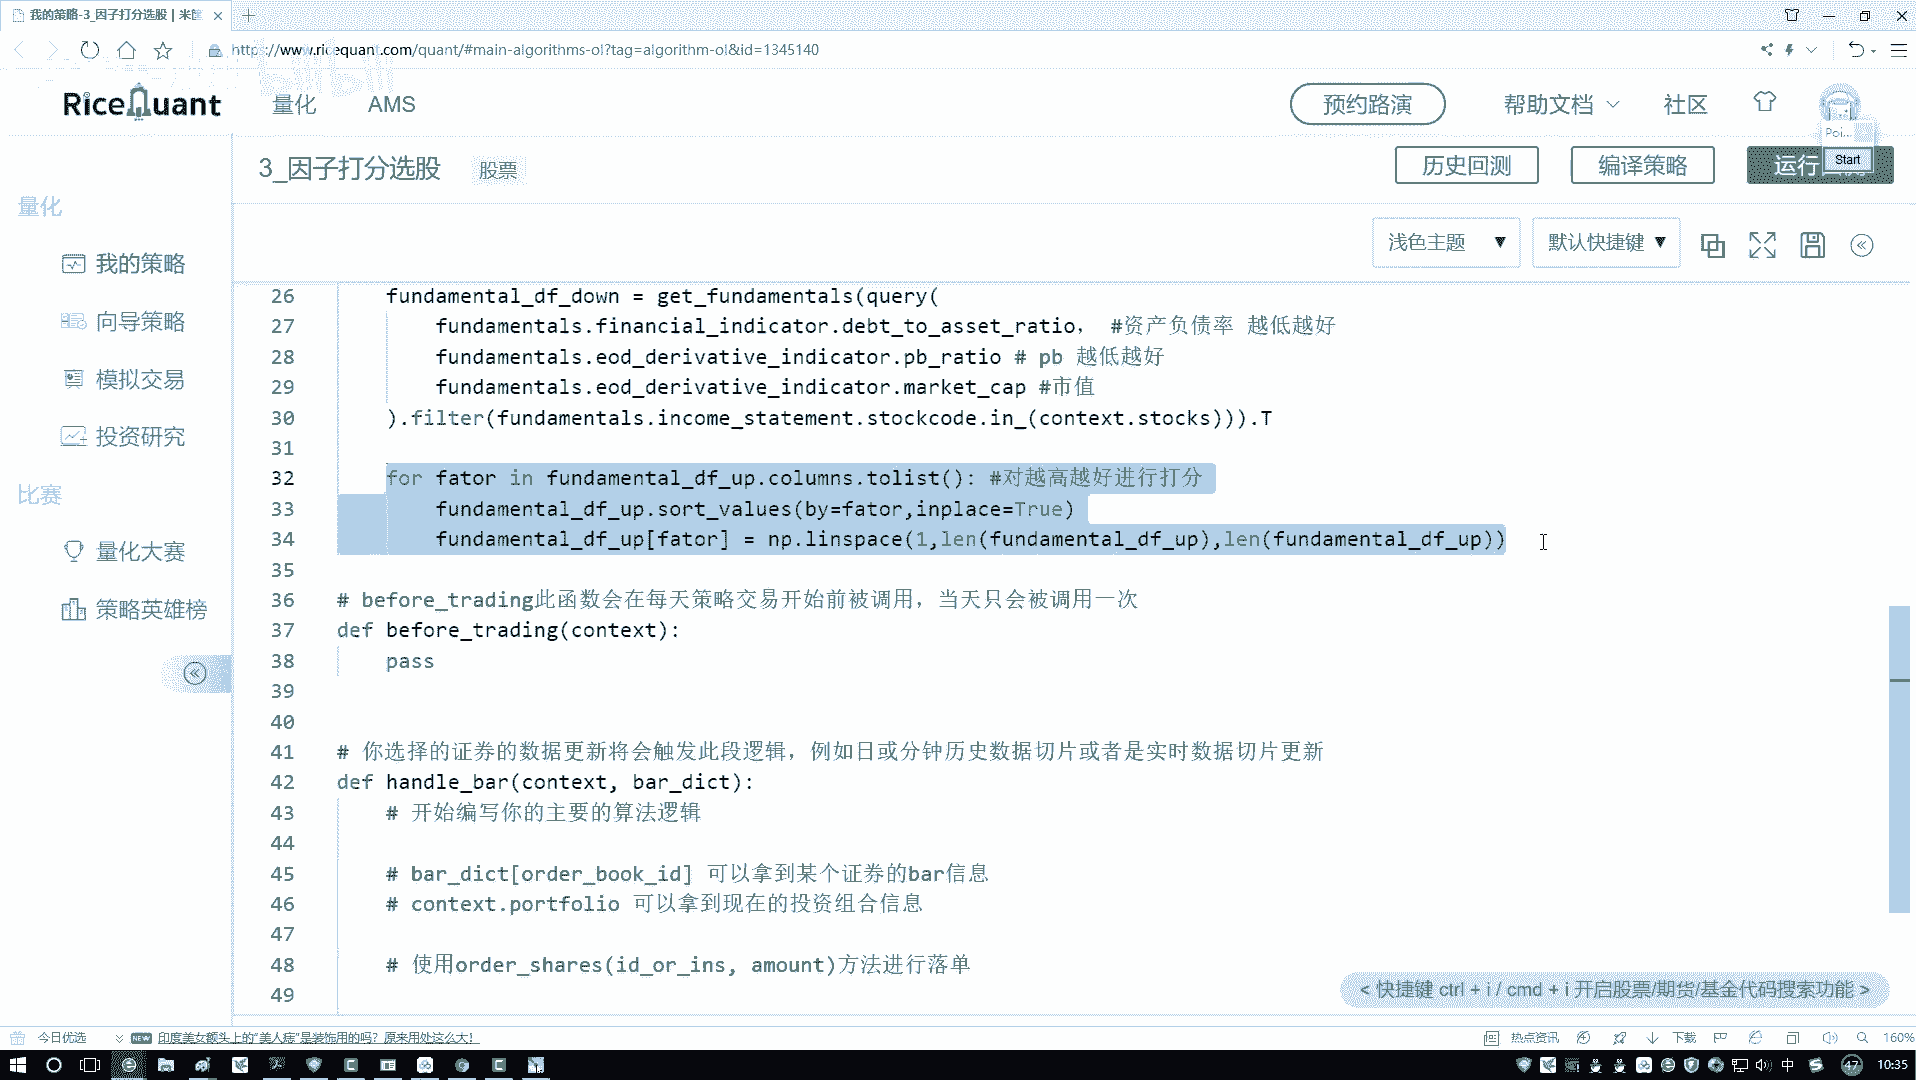 我的策略-3_因子打分选股 | 米筐
https://www.ricequant.com/quant/#main-algorithms-ol?tag=algorithm-ol&id=1345140
bilibili
RiceQuant
量化
AMS
预约路演
帮助文档
社区
Poi...
Start
3_因子打分选股
股票
历史回测
编译策略
运行
浅色主题
默认快捷键
量化
我的策略
向导策略
模拟交易
投资研究
比赛
量化大赛
策略英雄榜
26 fundamental_df_down = get_fundamentals(query(
27 fundamentals.financial_indicator.debt_to_asset_ratio， #资产负债率 越低越好
28 fundamentals.eod_derivative_indicator.pb_ratio # pb 越低越好
29 fundamentals.eod_derivative_indicator.market_cap #市值
30 ).filter(fundamentals.income_statement.stockcode.in_(context.stocks))).T
31
32 for fator in fundamental_df_up.columns.tolist(): #对越高越好进行打分
33 fundamental_df_up.sort_values(by=fator,inplace=True)
34 fundamental_df_up[fator] = np.linspace(1,len(fundamental_df_up),len(fundamental_df_up))
35
36 # before_trading此函数会在每天策略交易开始前被调用，当天只会被调用一次
37 def before_trading(context):
38 pass
39
40
41 # 你选择的证券的数据更新将会触发此段逻辑，例如日或分钟历史数据切片或者是实时数据切片更新
42 def handle_bar(context, bar_dict):
43 # 开始编写你的主要的算法逻辑
44
45 # bar_dict[order_book_id] 可以拿到某个证券的bar信息
46 # context.portfolio 可以拿到现在的投资组合信息
47
48 # 使用order_shares(id_or_ins, amount)方法进行落单
49
< 快捷键 ctrl + i / cmd + i 开启股票/期货/基金代码搜索功能 >
今日优选
NEW
印度美女额头上的“美人痣”是装饰用的吗？原来用处这么大！
热点资讯
下载
160%
中
47
10:35